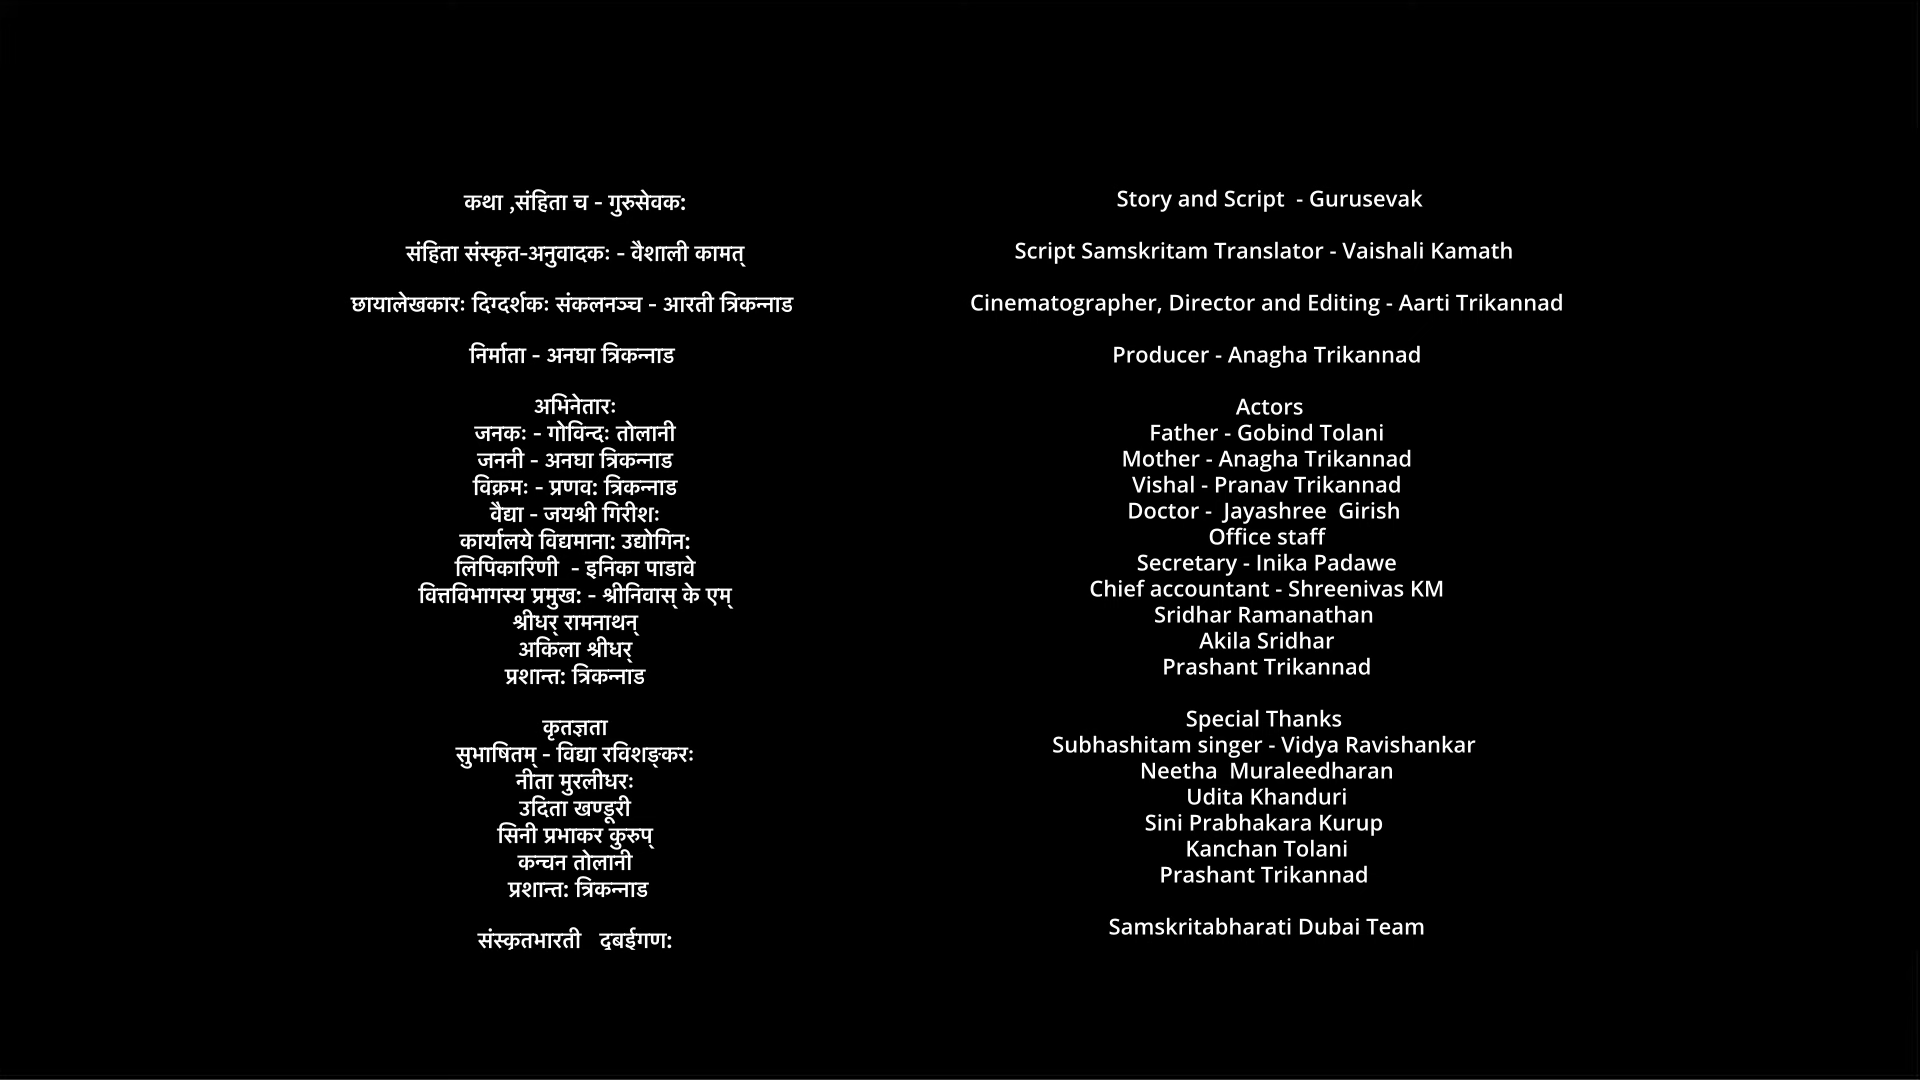 कथा ,संहिता च - गुरुसेवक:
संहिता संस्कृत-अनुवादकः - वैशाली कामत्
छायालेखकारः दिग्दर्शकः संकलनञ्च - आरती त्रिकन्नाड
निर्माता - अनघा त्रिकन्नाड
अभिनेतारः
जनकः - गोविन्दः तोलानी
जननी - अनघा त्रिकन्नाड
विक्रमः - प्रणव: त्रिकन्नाड
वैद्या - जयश्री गिरीशः
कार्यालये विद्यमाना: उद्योगिन:
लिपिकारिणी - इनिका पाडावे
वित्तविभागस्य प्रमुख: - श्रीनिवास् के एम्
श्रीधर् रामनाथन्
अकिला श्रीधर्
प्रशान्त: त्रिकन्नाड
कृतज्ञता
सुभाषितम् - विद्या रविशङ्करः
नीता मुरलीधरः
उदिता खण्डूरी
सिनी प्रभाकर कुरुप्
कन्चन तोलानी
प्रशान्त: त्रिकन्नाड
संस्कृतभारती दुबईगण:
Story and Script - Gurusevak
Script Samskritam Translator - Vaishali Kamath
Cinematographer, Director and Editing - Aarti Trikannad
Producer - Anagha Trikannad
Actors
Father - Gobind Tolani
Mother - Anagha Trikannad
Vishal - Pranav Trikannad
Doctor - Jayashree Girish
Office staff
Secretary - Inika Padawe
Chief accountant - Shreenivas KM
Sridhar Ramanathan
Akila Sridhar
Prashant Trikannad
Special Thanks
Subhashitam singer - Vidya Ravishankar
Neetha Muraleedharan
Udita Khanduri
Sini Prabhakara Kurup
Kanchan Tolani
Prashant Trikannad
Samskritabharati Dubai Team